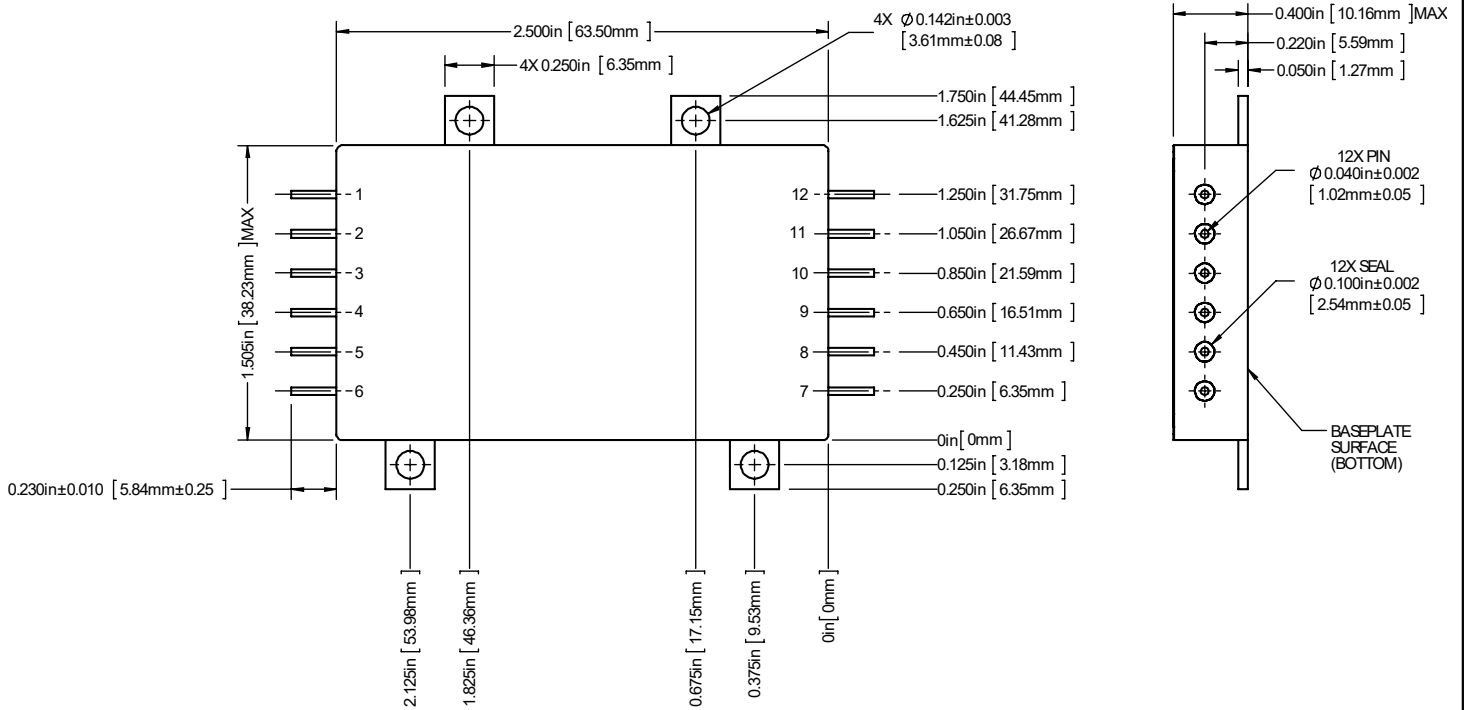 2.500in [ 63.50mm ]
4X Ø 0.142in±0.003
[ 3.61mm±0.08 ]
4X 0.250in [ 6.35mm ]
1.750in [ 44.45mm ]
1.625in [ 41.28mm ]
1
2
3
4
5
6
12
11
10
9
8
7
1.250in [ 31.75mm ]
1.050in [ 26.67mm ]
0.850in [ 21.59mm ]
0.650in [ 16.51mm ]
0.450in [ 11.43mm ]
0.250in [ 6.35mm ]
0in[ 0mm ]
0.125in [ 3.18mm ]
0.250in [ 6.35mm ]
1.505in [ 38.23mm ]MAX
0.230in±0.010 [ 5.84mm±0.25 ]
2.125in [ 53.98mm ]
1.825in [ 46.36mm ]
0.675in [ 17.15mm ]
0.375in [ 9.53mm ]
0in[ 0mm ]
0.400in [ 10.16mm ]MAX
0.220in [ 5.59mm ]
0.050in [ 1.27mm ]
12X PIN
Ø 0.040in±0.002
[ 1.02mm±0.05 ]
12X SEAL
Ø 0.100in±0.002
[ 2.54mm±0.05 ]
BASEPLATE
SURFACE
(BOTTOM)